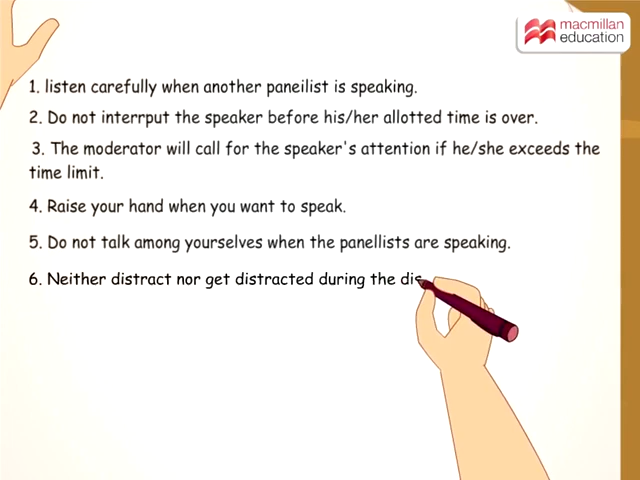 macmillan
education
1. listen carefully when another paneilist is speaking.
2. Do not interrput the speaker before his/her allotted time is over.
3. The moderator will call for the speaker's attention if he/she exceeds the
time limit.
4. Raise your hand when you want to speak.
5. Do not talk among yourselves when the panellists are speaking.
6. Neither distract nor get distracted during the dis